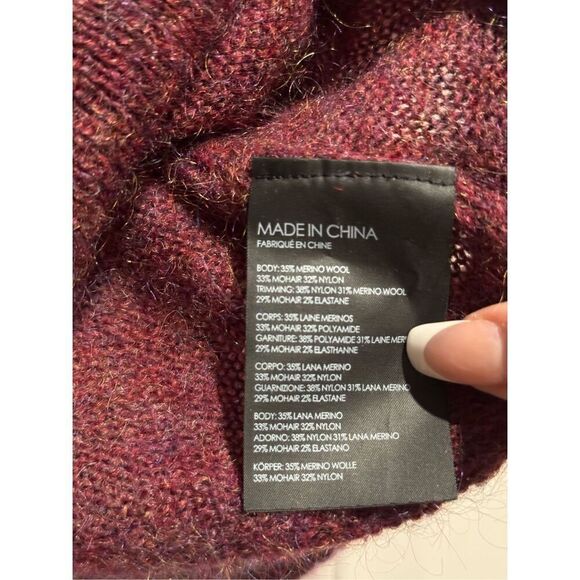 MADE IN CHINA
FABRIQUÉ EN CHINE
BODY: 35% MERINO WOOL
33% MOHAIR 32% NYLON
TRIMMING: 38% NYLON 31% MERINO WOOL
29% MOHAIR 2% ELASTANE
CORPS: 35% LAINE MERINOS
33% MOHAIR 32% POLYAMIDE
GARNITURE: 38% POLYAMIDE 31% LAINE
29% MOHAIR 2% ELASTHANNE
CORPO: 35% LANA MERINO
33% MOHAIR 32% NYLON
GUARNIZIONE: 38% NYLON 31% LANA MERINO
29% MOHAIR 2% ELASTANE
BODY: 35% LANA MERINO
33% MOHAIR 32% NYLON
ADORNO: 38% NYLON 31% LANA MERINO
29% MOHAIR 2% ELASTANO
KÖRPER: 35% MERINO WOLLE
33% MOHAIR 32% NYLON